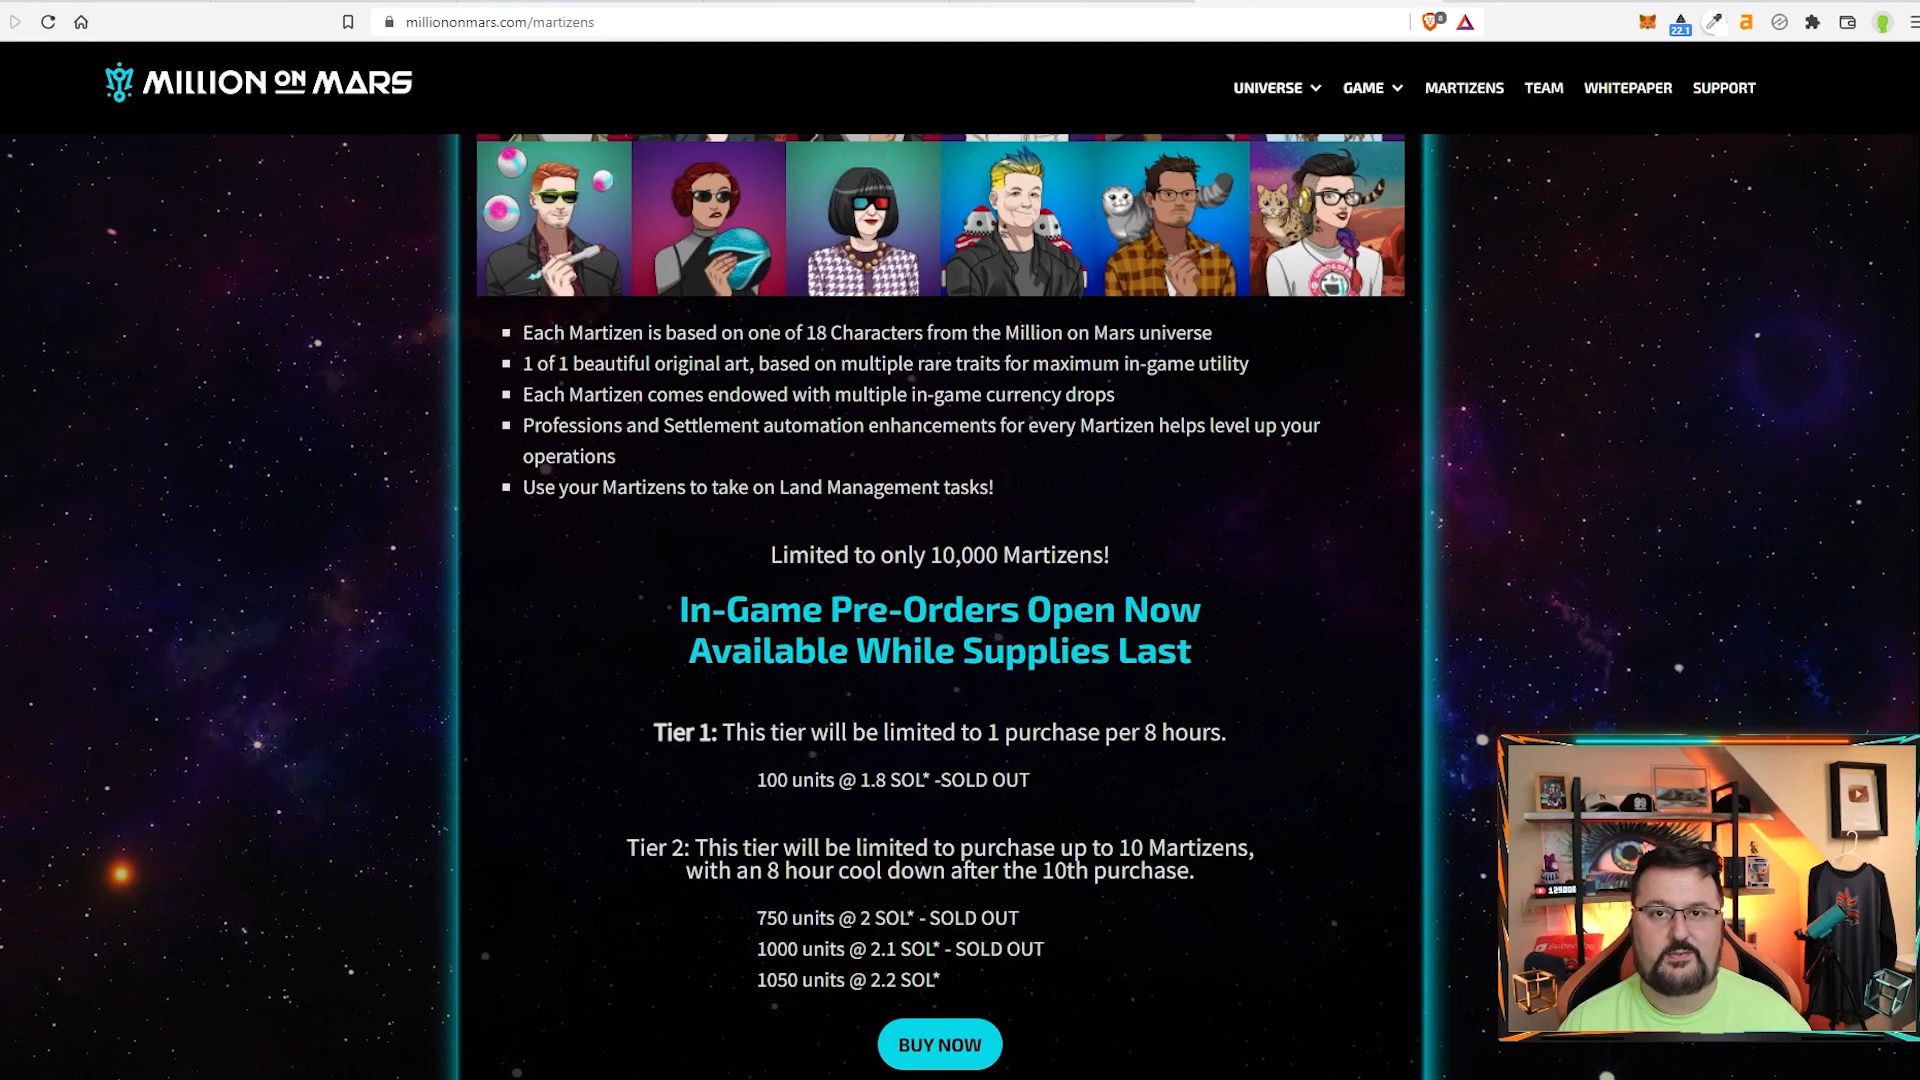 milliononmars.com/martizens
8
22.1
MILLION ON MARS
UNIVERSE
GAME
MARTIZENS
TEAM
WHITEPAPER
SUPPORT
Each Martizen is based on one of 18 Characters from the Million on Mars universe
1 of 1 beautiful original art, based on multiple rare traits for maximum in-game utility
Each Martizen comes endowed with multiple in-game currency drops
Professions and Settlement automation enhancements for every Martizen helps level up your
operations
Use your Martizens to take on Land Management tasks!
Limited to only 10,000 Martizens!
In-Game Pre-Orders Open Now
Available While Supplies Last
Tier 1: This tier will be limited to 1 purchase per 8 hours.
100 units @ 1.8 SOL* -SOLD OUT
Tier 2: This tier will be limited to purchase up to 10 Martizens,
with an 8 hour cool down after the 10th purchase.
750 units @ 2 SOL* - SOLD OUT
1000 units @ 2.1 SOL* - SOLD OUT
1050 units @ 2.2 SOL*
BUY NOW